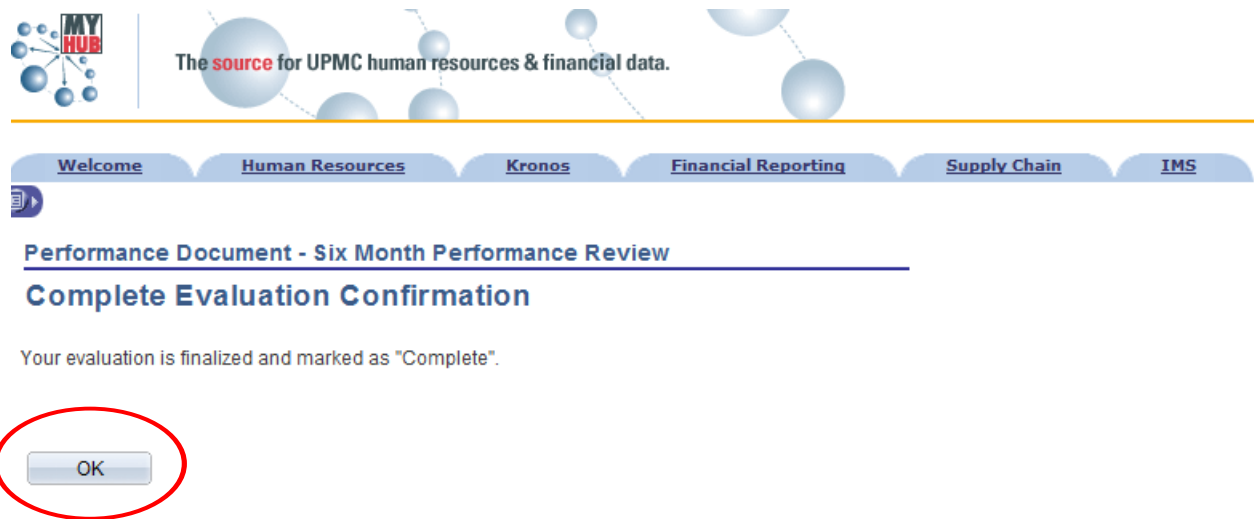 MY
HUB
The source for UPMC human resources & financial data.
Welcome Human Resources Kronos Financial Reporting Supply Chain IMS
Performance Document - Six Month Performance Review
Complete Evaluation Confirmation
Your evaluation is finalized and marked as "Complete".
OK